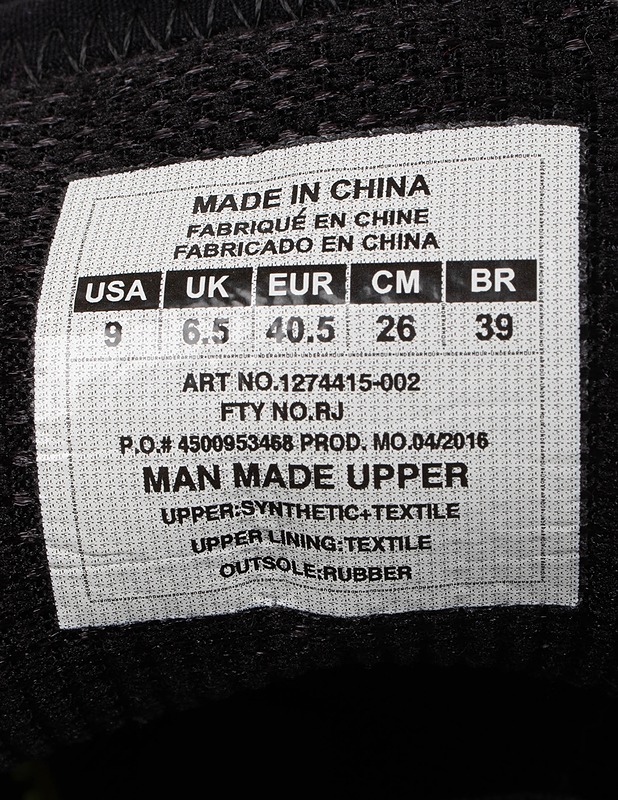 MADE IN CHINA
FABRIQUÉ EN CHINE
FABRICADO EN CHINA
USA UK EUR CM BR
9 6.5 40.5 26 39
ART NO.1274415-002
FTY NO.RJ
P.O.# 4500953468 PROD. MO.04/2016
MAN MADE UPPER
UPPER:SYNTHETIC+TEXTILE
UPPER LINING:TEXTILE
OUTSOLE:RUBBER